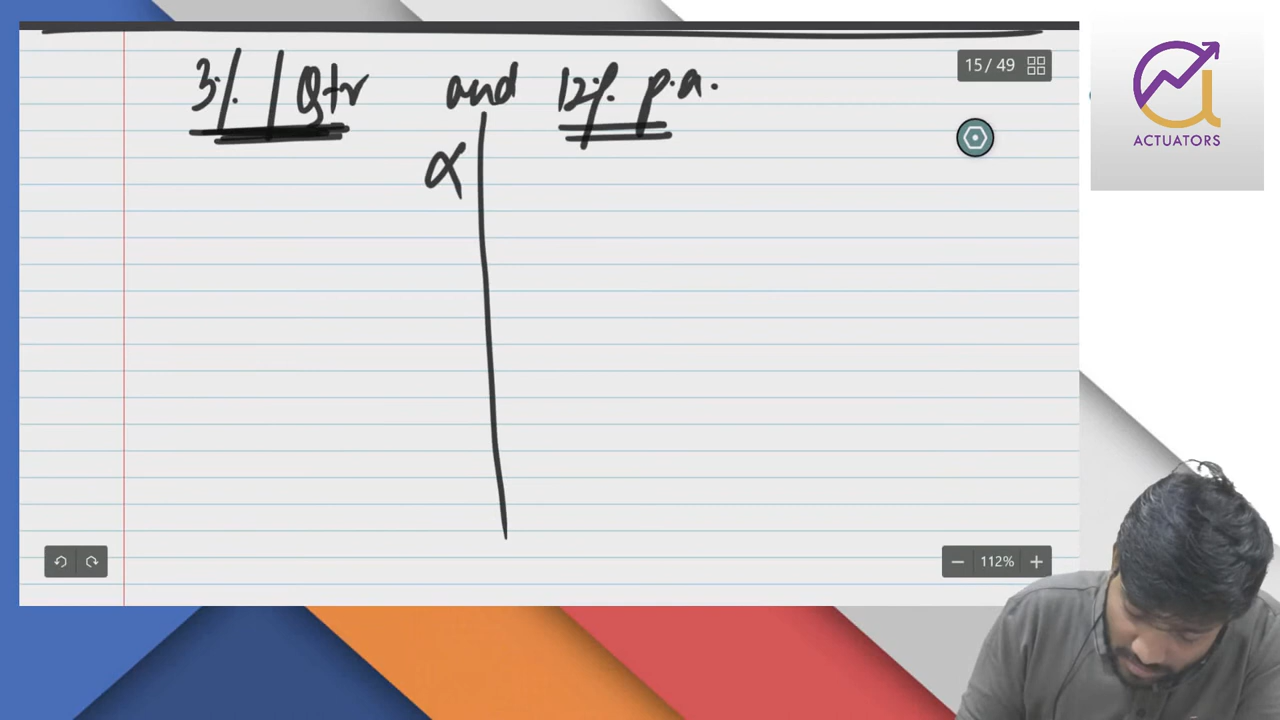 3% / Qtr and 12% p.a.
α
15/49
ACTUATORS
112%